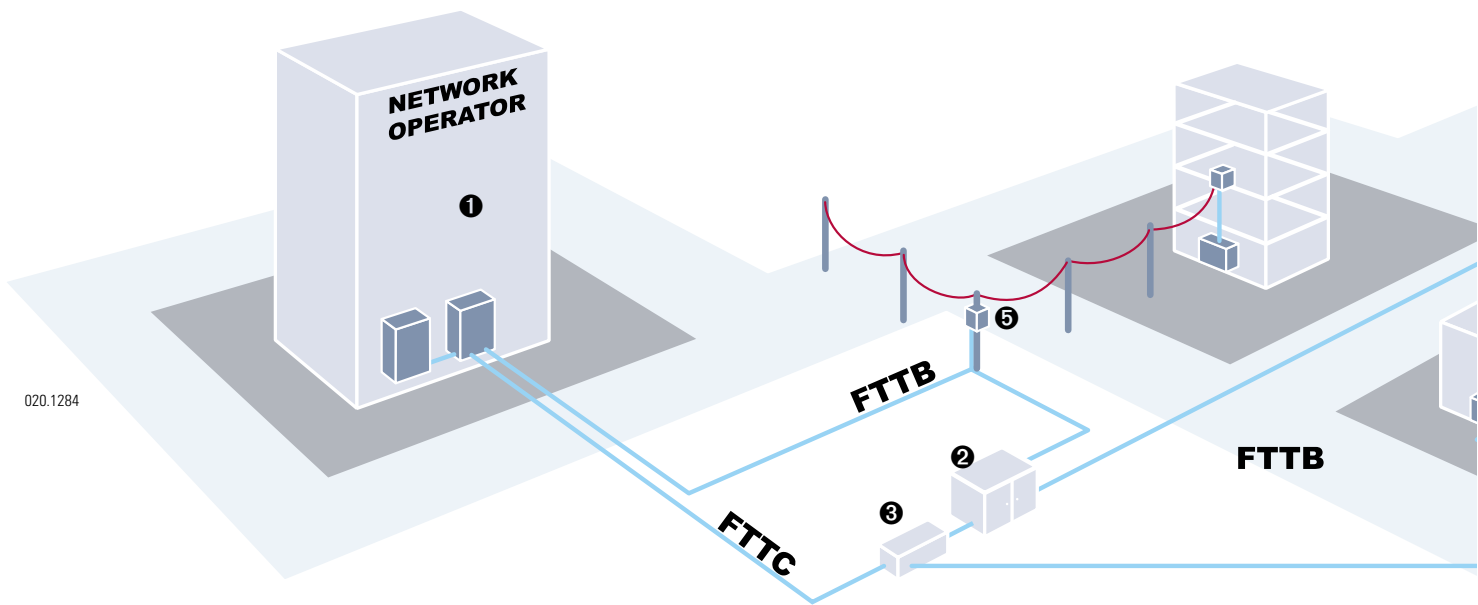 NETWORK
OPERATOR
❶
❺
020.1284
FTTB
❷
FTTB
❸
FTTC